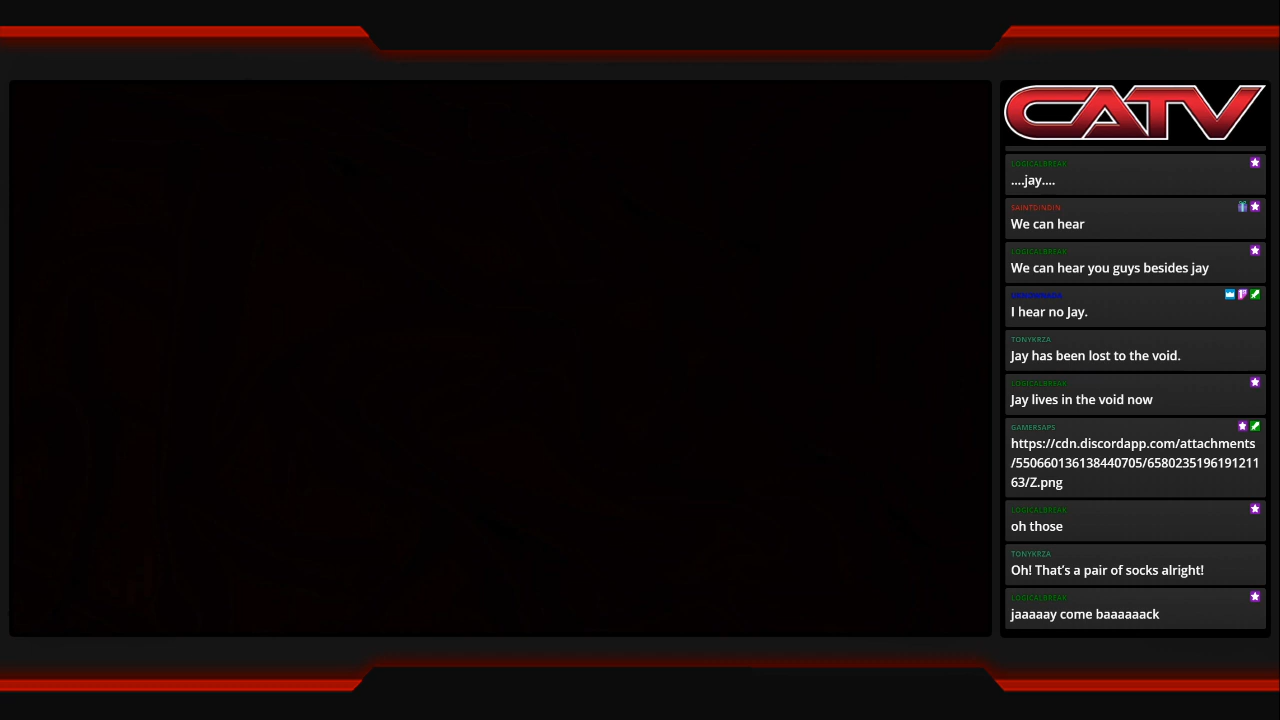 CATV
LOGICALBREAK
....jay....
SAINTDINDIN
We can hear
LOGICALBREAK
We can hear you guys besides jay
I hear no Jay.
TONYKRZA
Jay has been lost to the void.
LOGICALBREAK
Jay lives in the void now
GAMERSAPS
https://cdn.discordapp.com/attachments
/550660136138440705/6580235196191211
63/Z.png
LOGICALBREAK
oh those
TONYKRZA
Oh! That's a pair of socks alright!
LOGICALBREAK
jaaaaay come baaaaaack